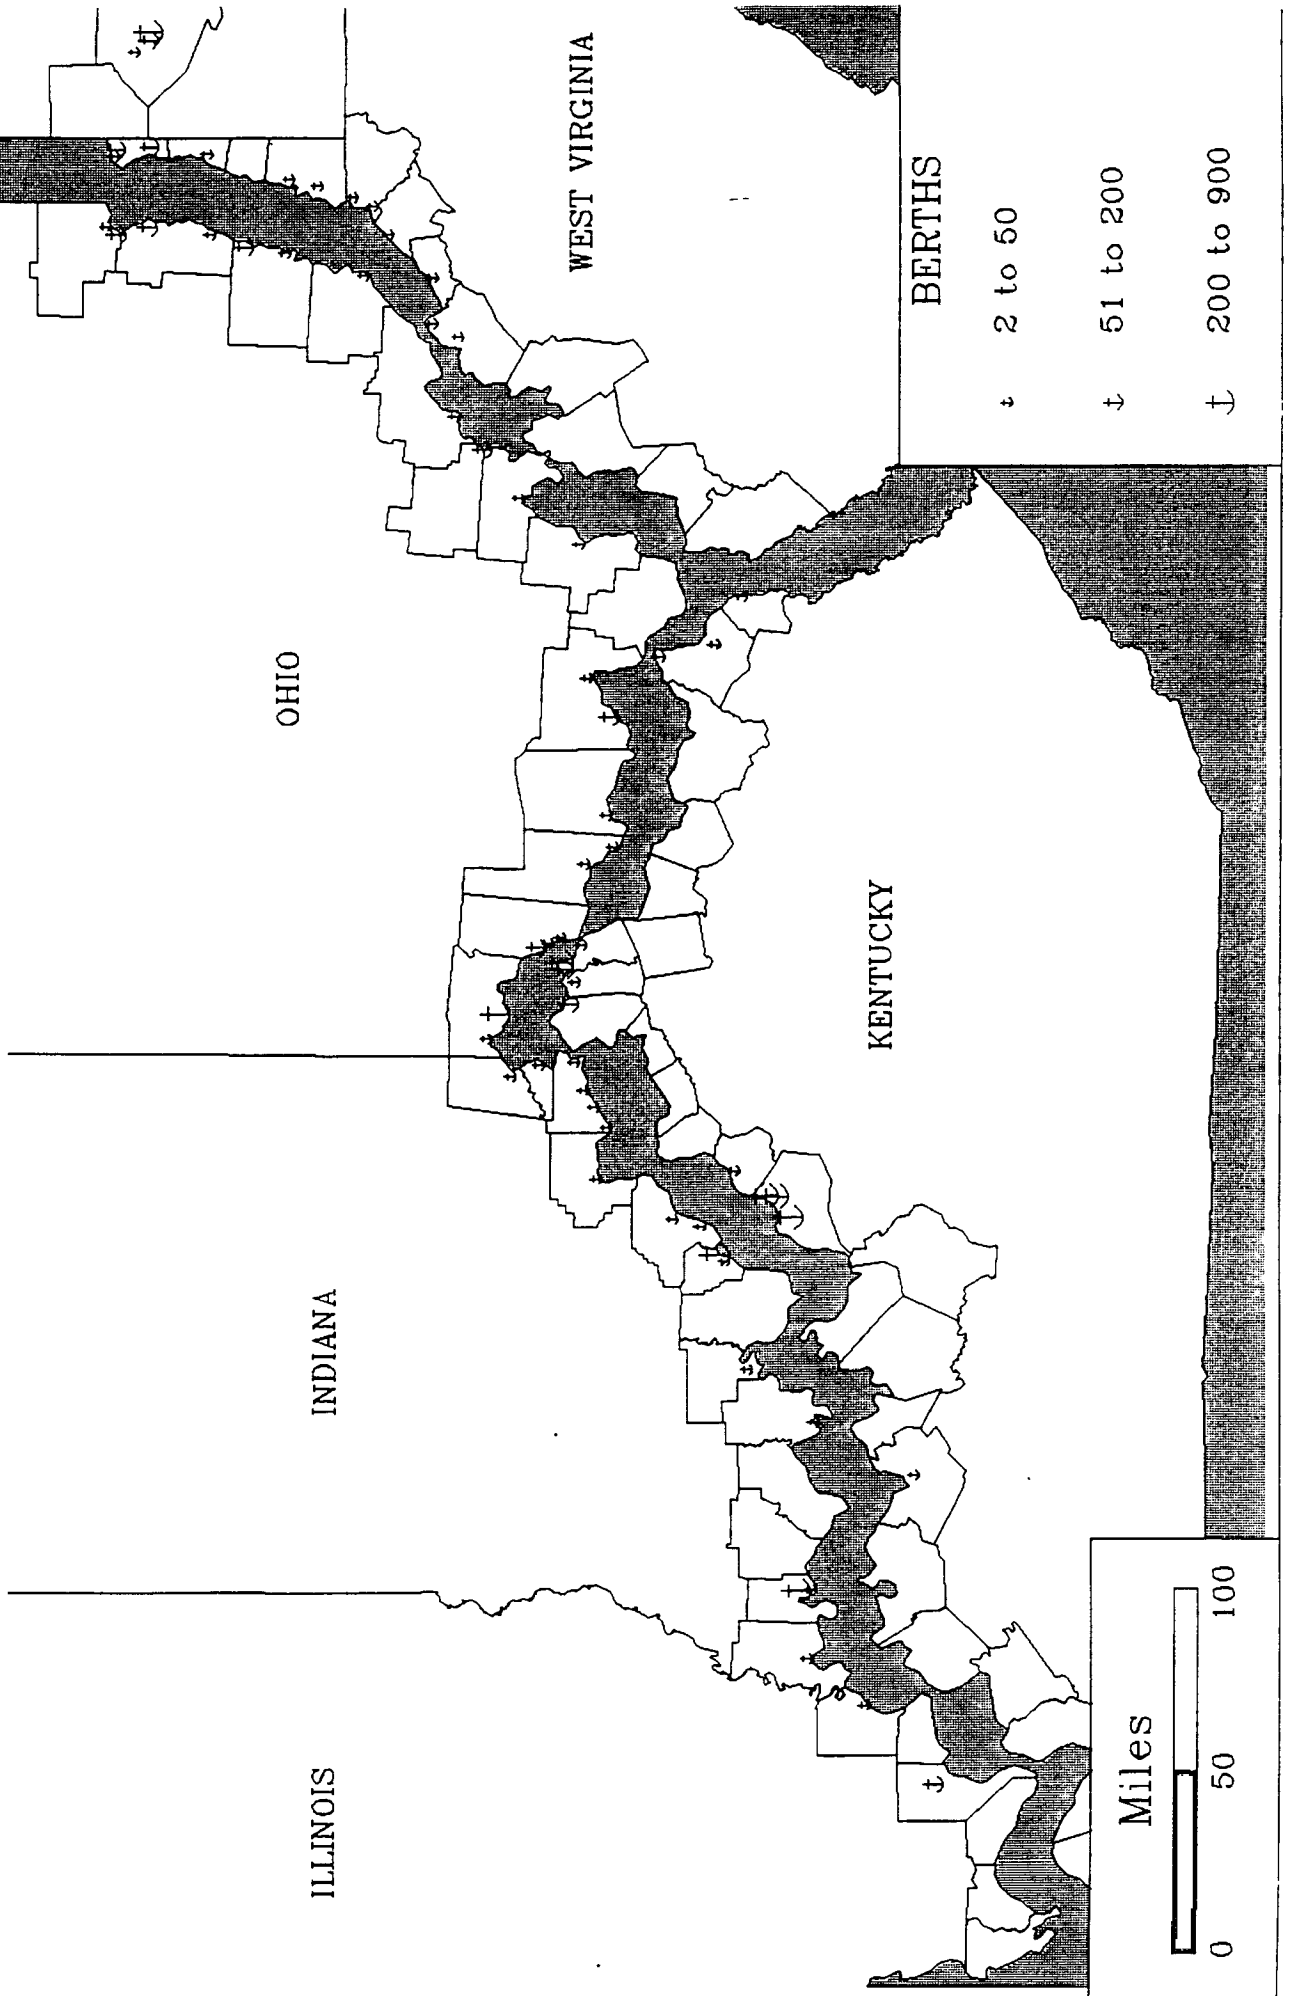 ILLINOIS
INDIANA
OHIO
WEST VIRGINIA
KENTUCKY
BERTHS
2 to 50
51 to 200
200 to 900
Miles
0 50 100